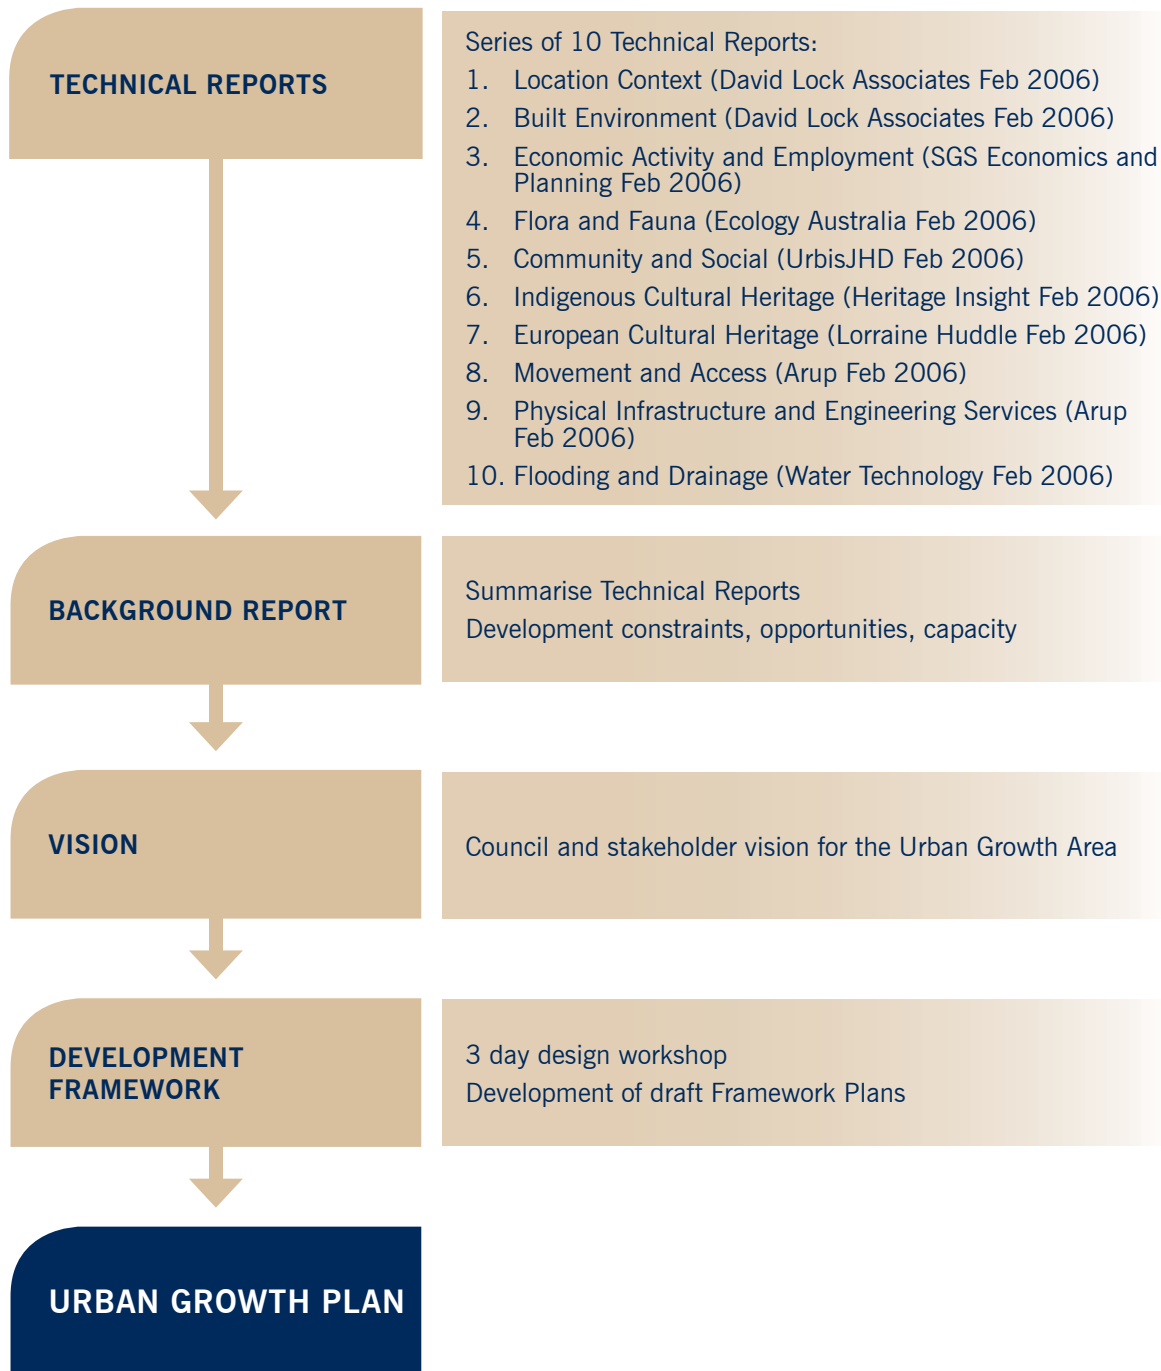 TECHNICAL REPORTS
Series of 10 Technical Reports:
1. Location Context (David Lock Associates Feb 2006)
2. Built Environment (David Lock Associates Feb 2006)
3. Economic Activity and Employment (SGS Economics and
Planning Feb 2006)
4. Flora and Fauna (Ecology Australia Feb 2006)
5. Community and Social (UrbisJHD Feb 2006)
6. Indigenous Cultural Heritage (Heritage Insight Feb 2006)
7. European Cultural Heritage (Lorraine Huddle Feb 2006)
8. Movement and Access (Arup Feb 2006)
9. Physical Infrastructure and Engineering Services (Arup
Feb 2006)
10. Flooding and Drainage (Water Technology Feb 2006)
BACKGROUND REPORT
Summarise Technical Reports
Development constraints, opportunities, capacity
VISION
Council and stakeholder vision for the Urban Growth Area
DEVELOPMENT
FRAMEWORK
3 day design workshop
Development of draft Framework Plans
URBAN GROWTH PLAN